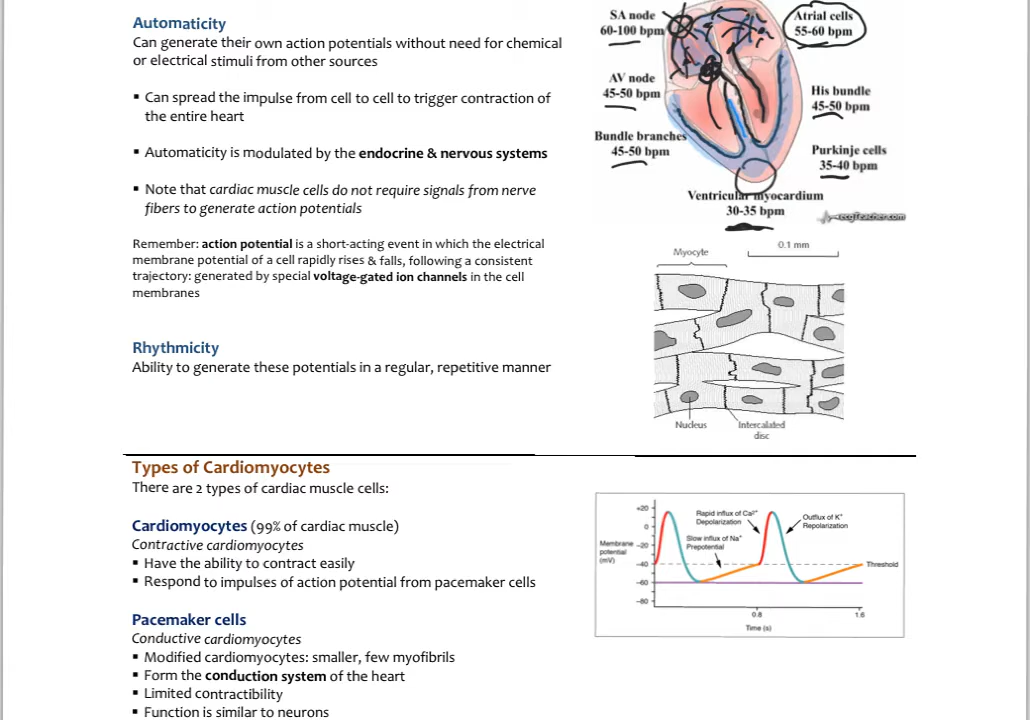 Automaticity
Can generate their own action potentials without need for chemical
or electrical stimuli from other sources
▪ Can spread the impulse from cell to cell to trigger contraction of
the entire heart
▪ Automaticity is modulated by the endocrine & nervous systems
▪ Note that cardiac muscle cells do not require signals from nerve
fibers to generate action potentials
Remember: action potential is a short-acting event in which the electrical
membrane potential of a cell rapidly rises & falls, following a consistent
trajectory: generated by special voltage-gated ion channels in the cell
membranes
Rhythmicity
Ability to generate these potentials in a regular, repetitive manner
SA node
60-100 bpm
Atrial cells
55-60 bpm
AV node
45-50 bpm
His bundle
45-50 bpm
Bundle branches
45-50 bpm
Purkinje cells
35-40 bpm
Ventricular myocardium
30-35 bpm
ecgteacher.com
Myocyte
0.1 mm
Nucleus
Intercalated
disc
Types of Cardiomyocytes
There are 2 types of cardiac muscle cells:
Cardiomyocytes (99% of cardiac muscle)
Contractive cardiomyocytes
▪ Have the ability to contract easily
▪ Respond to impulses of action potential from pacemaker cells
Pacemaker cells
Conductive cardiomyocytes
▪ Modified cardiomyocytes: smaller, few myofibrils
▪ Form the conduction system of the heart
▪ Limited contractibility
▪ Function is similar to neurons
Membrane
potential
(mV)
+20
0
−20
−40
−60
−80
Rapid influx of Ca²⁺
Depolarization
Slow influx of Na⁺
Prepotential
Outflux of K⁺
Repolarization
Threshold
0.8
1.6
Time (s)